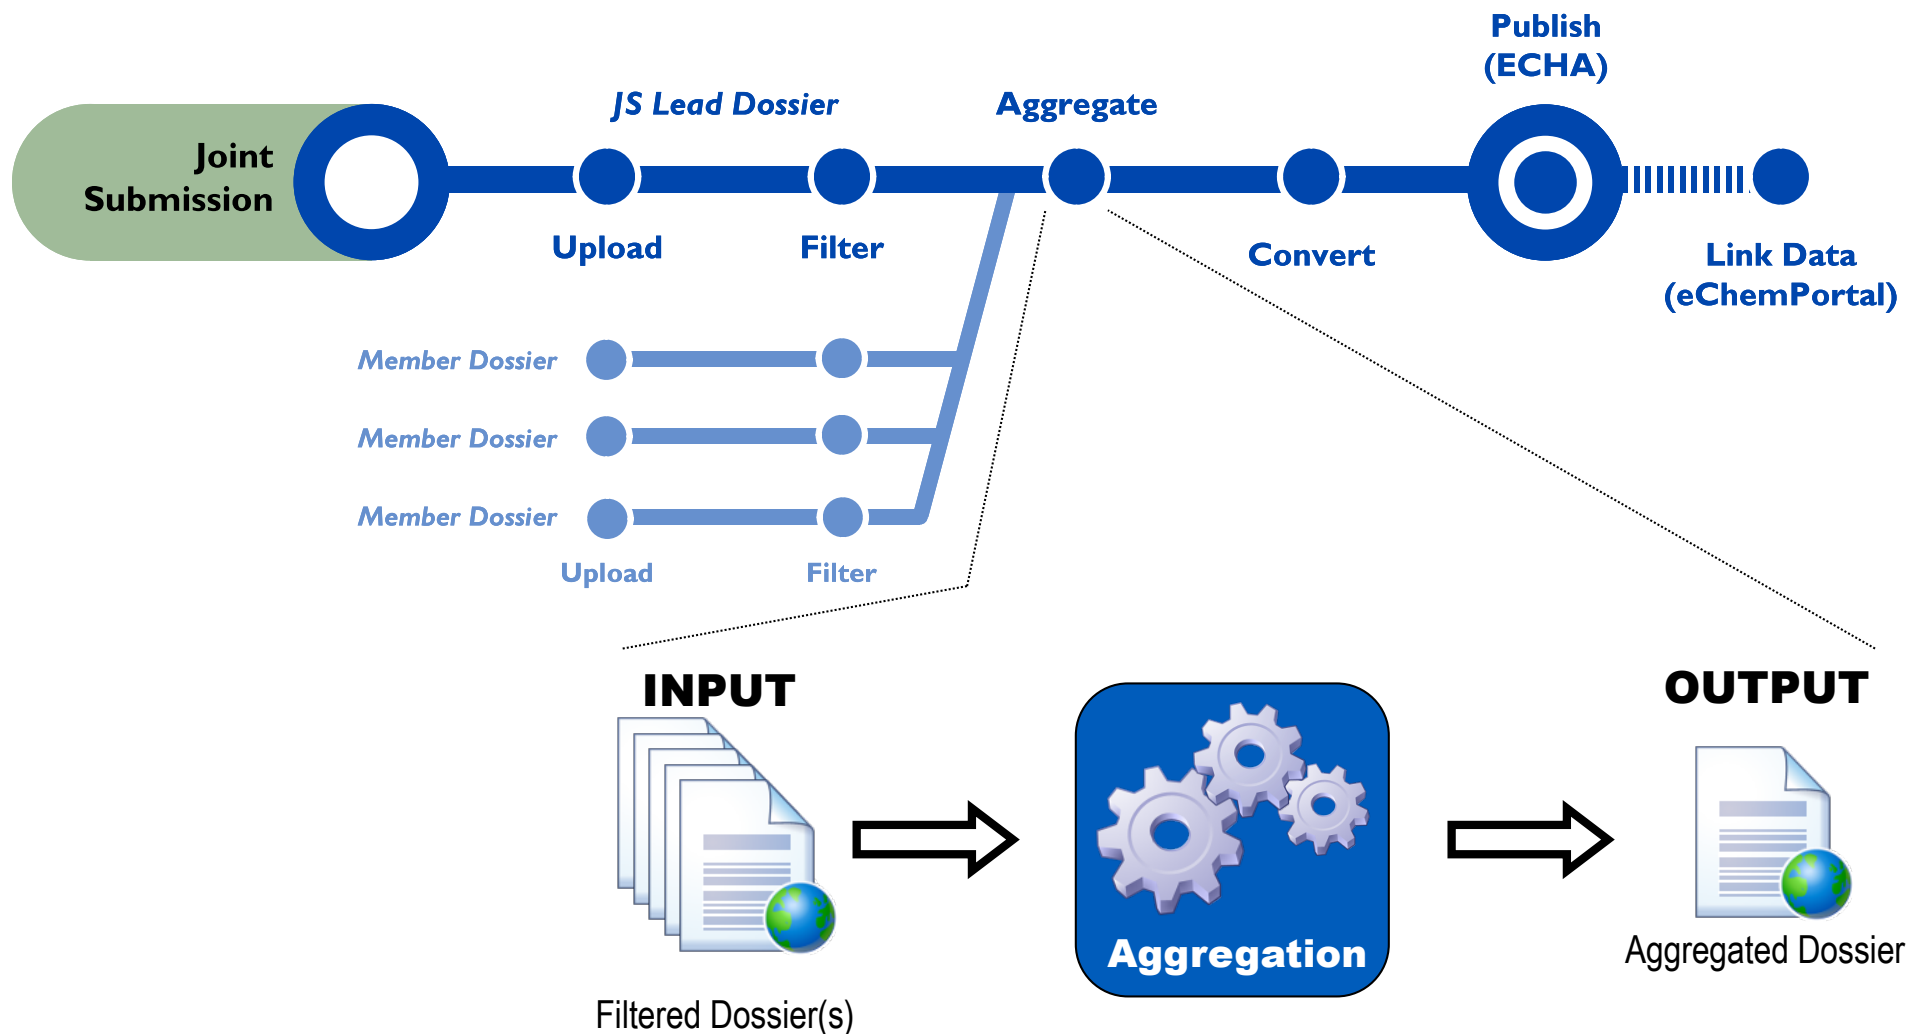 Publish
(ECHA)
JS Lead Dossier
Aggregate
Joint
Submission
Upload
Filter
Convert
Link Data
(eChemPortal)
Member Dossier
Member Dossier
Member Dossier
Upload
Filter
INPUT
OUTPUT
Aggregation
Aggregated Dossier
Filtered Dossier(s)